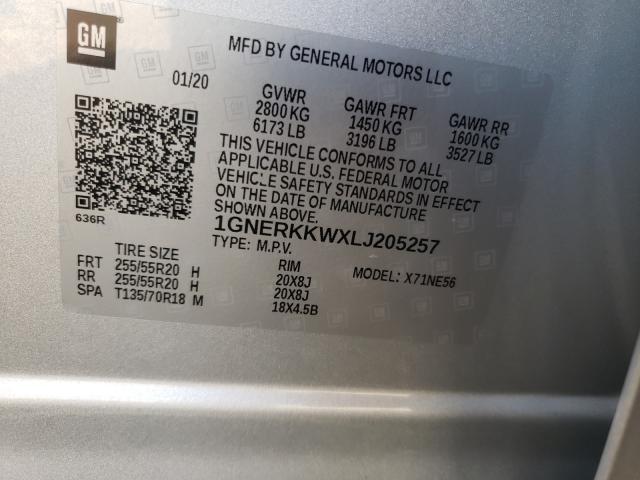 GM
MFD BY GENERAL MOTORS LLC
01/20
GVWR GAWR FRT GAWR RR
2800 KG 1450 KG 1600 KG
6173 LB 3196 LB 3527 LB
THIS VEHICLE CONFORMS TO ALL
APPLICABLE U.S. FEDERAL MOTOR
VEHICLE SAFETY STANDARDS IN EFFECT
ON THE DATE OF MANUFACTURE
SHOWN ABOVE.
636R
1GNERKKWXLJ205257
TYPE: M.P.V.
TIRE SIZE RIM MODEL: X71NE56
FRT 255/55R20 H 20X8J
RR 255/55R20 H 20X8J
SPA T135/70R18 M 18X4.5B